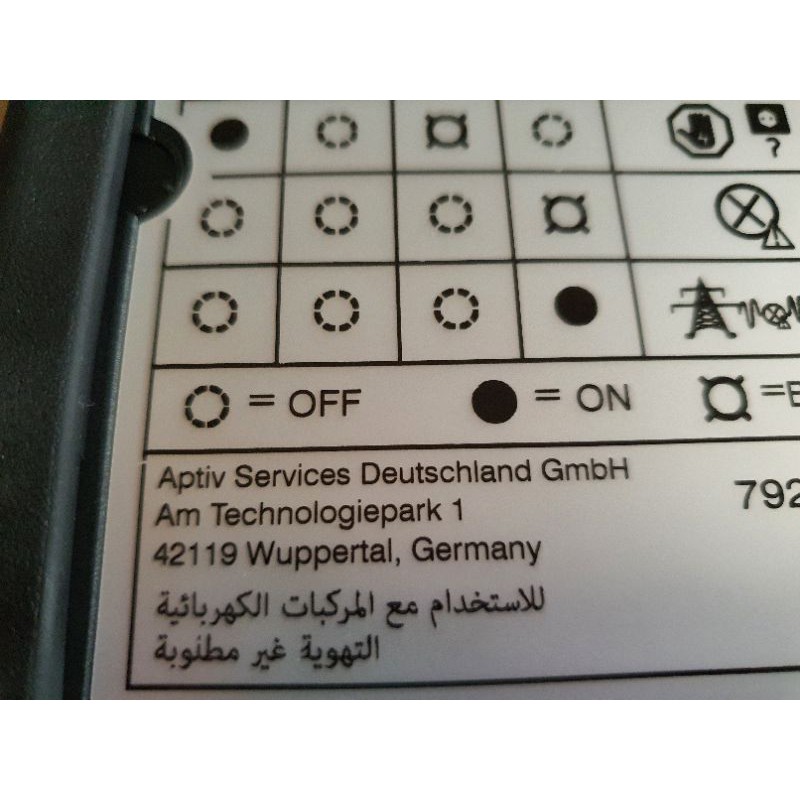 ?
= OFF
= ON
=
Aptiv Services Deutschland GmbH
Am Technologiepark 1
42119 Wuppertal, Germany
792
للاستخدام مع المركبات الكهربائية
التهوية غير مطلوبة